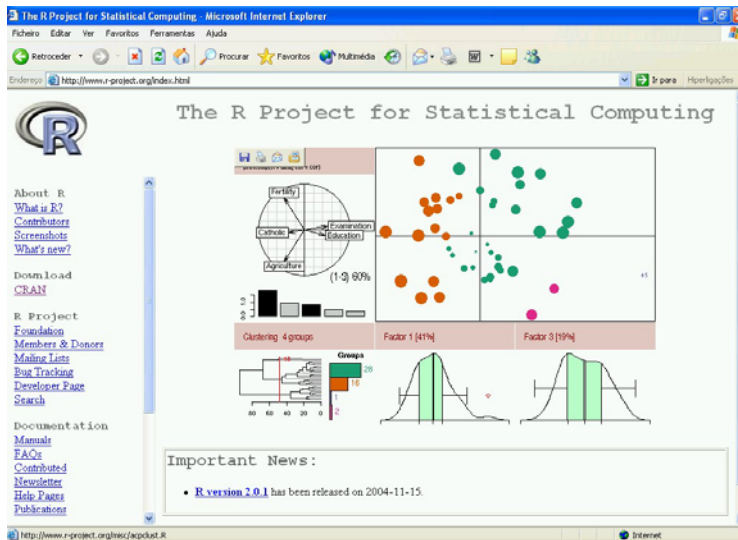 The R Project for Statistical Computing - Microsoft Internet Explorer
Ficheiro Editar Ver Favoritos Ferramentas Ajuda
Retroceder Procurar Favoritos Multimédia
Endereço http://www.r-project.org/index.html Ir para Hiperligações
R
The R Project for Statistical Computing
About R
What is R?
Contributors
Screenshots
What's new?
Download
CRAN
R Project
Foundation
Members & Donors
Mailing Lists
Bug Tracking
Developer Page
Search
Documentation
Manuals
FAQs
Contributed
Newsletter
Help Pages
Publications
Fertility
Catholic
Examination
Education
Agriculture
(1-3) 60%
45
Clustering 4 groups
Factor 1 [41%]
Factor 3 [19%]
Groups
28
16
1
2
80 60 40 20 0
Important News:
R version 2.0.1 has been released on 2004-11-15.
http://www.r-project.org/misc/acpclust.R
Internet